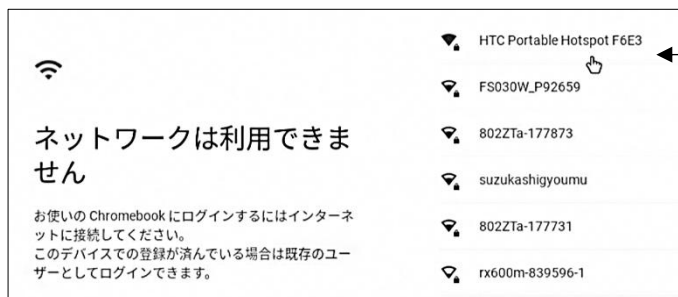 ネットワークは利用できま
せん
お使いの Chromebook にログインするにはインターネ
ットに接続してください。
このデバイスでの登録が済んでいる場合は既存のユー
ザーとしてログインできます。
HTC Portable Hotspot F6E3
FS030W_P92659
802ZTa-177873
suzukashigyoumu
802ZTa-177731
rx600m-839596-1